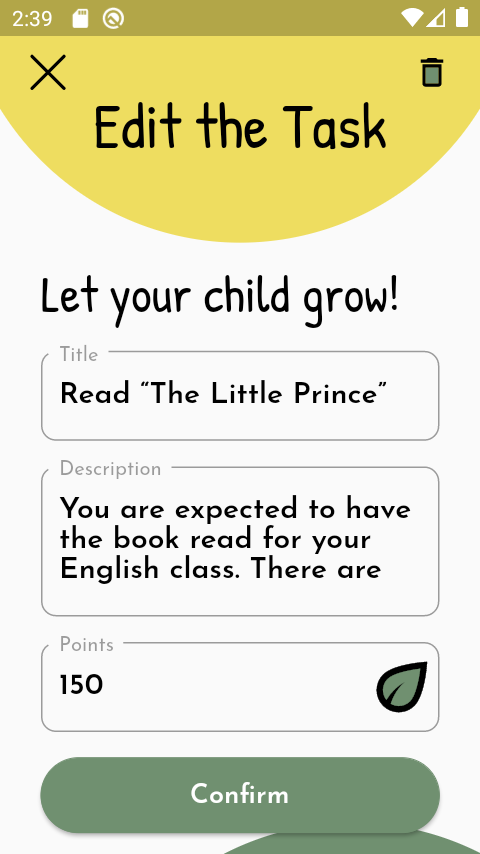 2:39
Edit the Task
Let your child grow!
Title
Read “The Little Prince”
Description
You are expected to have
the book read for your
English class. There are
Points
150
Confirm